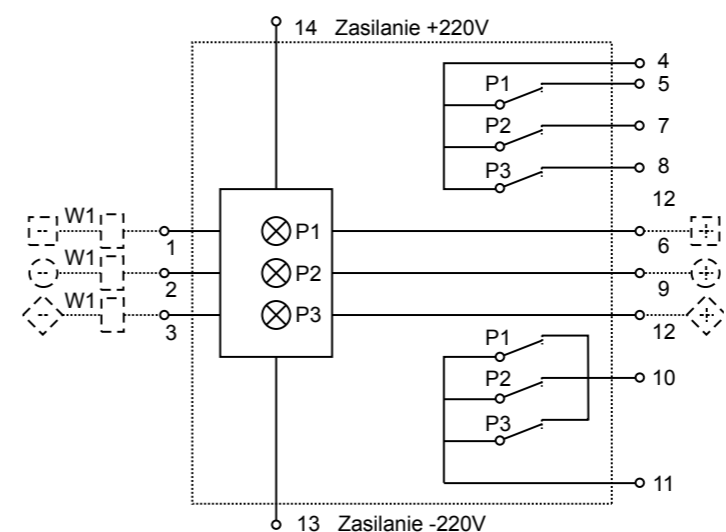 14 Zasilanie +220V
4
P1 5
P2 7
P3 8
12
W1 1 P1 6
W1 2 P2 9
W1 3 P3 12
P1
P2 10
P3
11
13 Zasilanie -220V